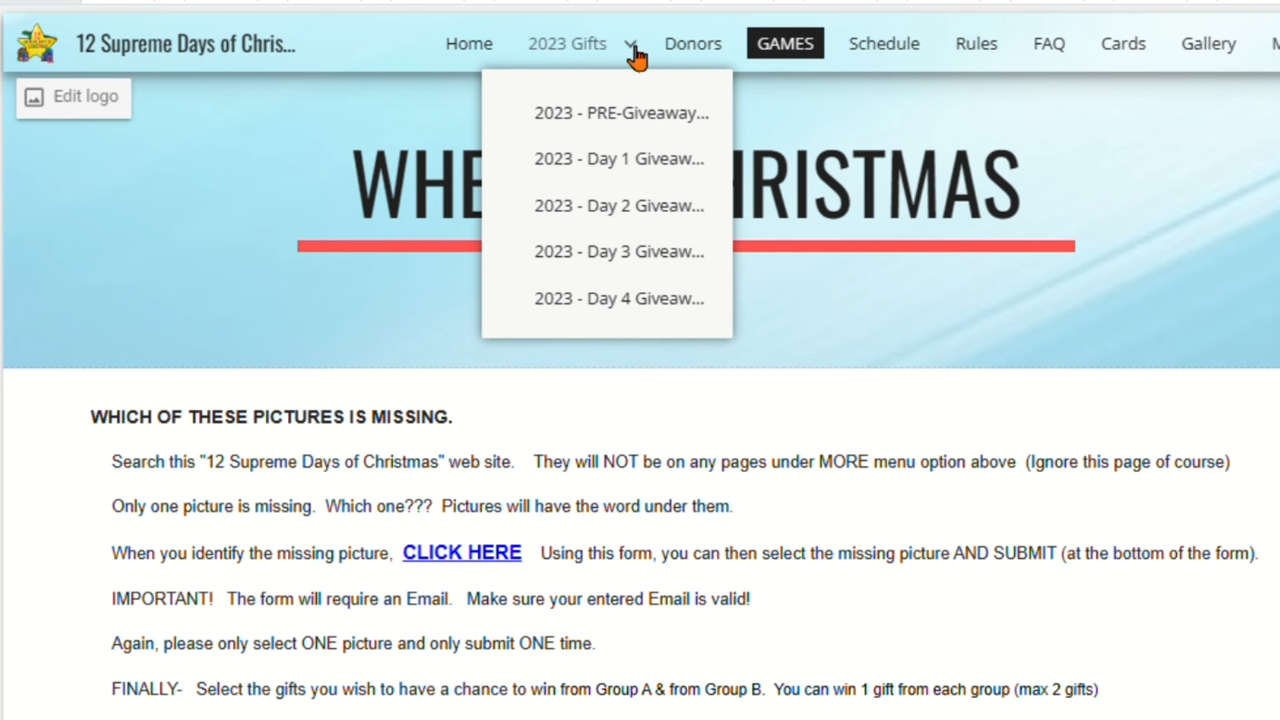 12 Supreme Days of Chris...
Home 2023 Gifts Donors GAMES Schedule Rules FAQ Cards Gallery
Edit logo
2023 - PRE-Giveaway...
2023 - Day 1 Giveaw...
2023 - Day 2 Giveaw...
2023 - Day 3 Giveaw...
2023 - Day 4 Giveaw...
WHE HRISTMAS
WHICH OF THESE PICTURES IS MISSING.
Search this "12 Supreme Days of Christmas" web site. They will NOT be on any pages under MORE menu option above (Ignore this page of course)
Only one picture is missing. Which one??? Pictures will have the word under them.
When you identify the missing picture, CLICK HERE Using this form, you can then select the missing picture AND SUBMIT (at the bottom of the form).
IMPORTANT! The form will require an Email. Make sure your entered Email is valid!
Again, please only select ONE picture and only submit ONE time.
FINALLY- Select the gifts you wish to have a chance to win from Group A & from Group B. You can win 1 gift from each group (max 2 gifts)